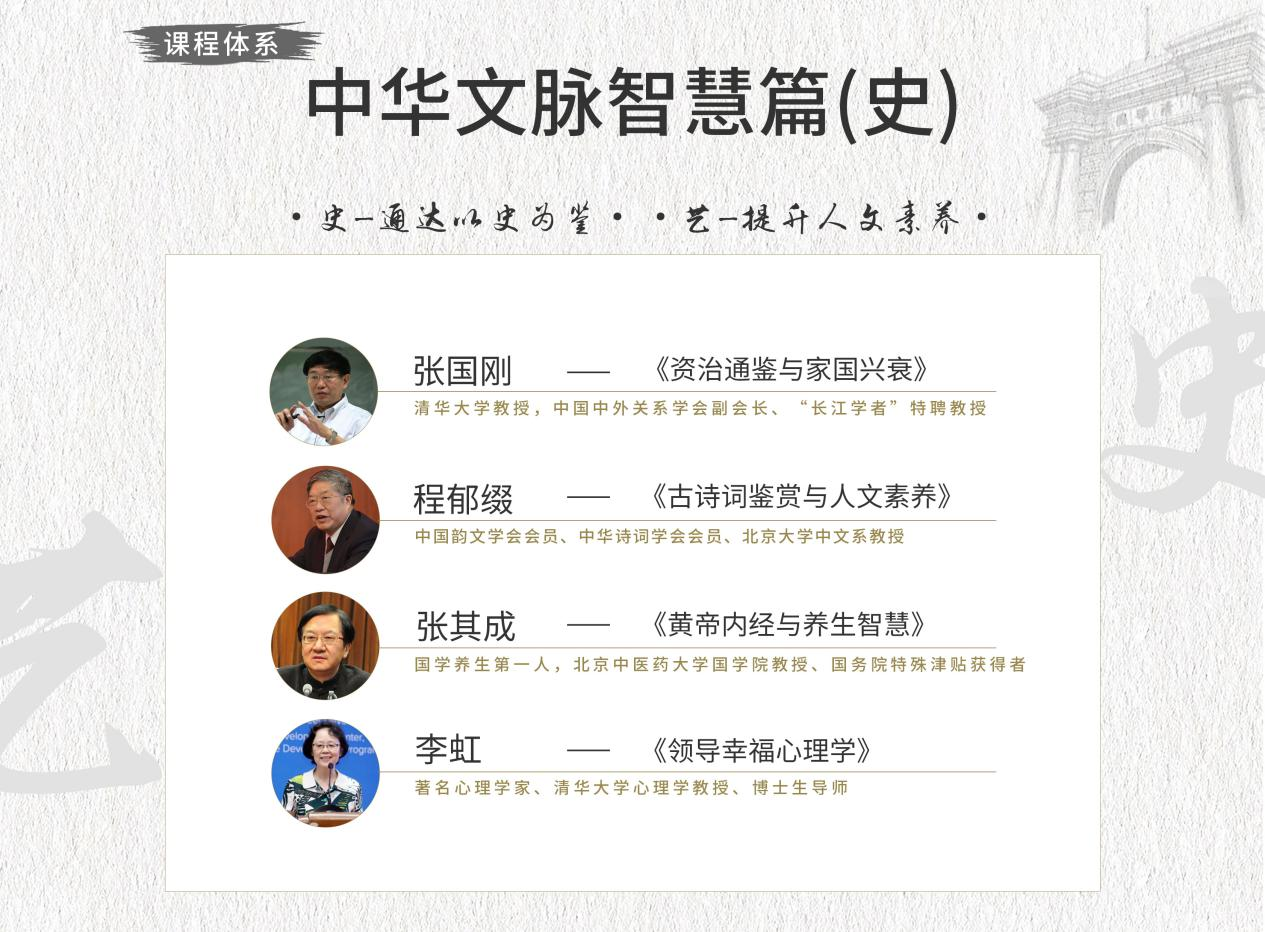 课程体系
中华文脉智慧篇(史)
• 史—通达以史为鉴 • • 艺—提升人文素养 •
张国刚 —— 《资治通鉴与家国兴衰》
清华大学教授，中国中外关系学会副会长、“长江学者”特聘教授
程郁缀 —— 《古诗词鉴赏与人文素养》
中国韵文学会会员、中华诗词学会会员、北京大学中文系教授
张其成 —— 《黄帝内经与养生智慧》
国学养生第一人，北京中医药大学国学院教授、国务院特殊津贴获得者
李虹 —— 《领导幸福心理学》
著名心理学家、清华大学心理学教授、博士生导师
史
艺